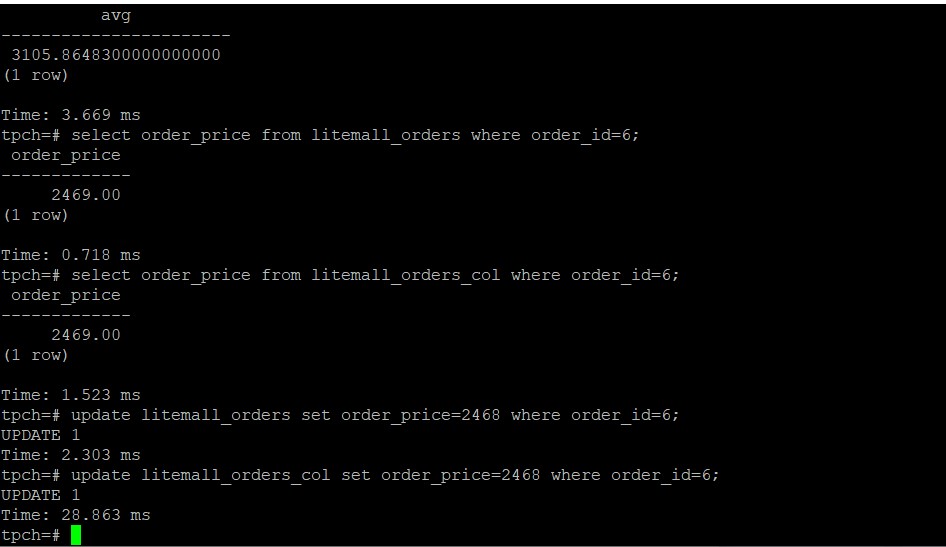 avg
-----------------------
3105.8648300000000000
(1 row)
Time: 3.669 ms
tpch=# select order_price from litemall_orders where order_id=6;
order_price
-------------
2469.00
(1 row)
Time: 0.718 ms
tpch=# select order_price from litemall_orders_col where order_id=6;
order_price
-------------
2469.00
(1 row)
Time: 1.523 ms
tpch=# update litemall_orders set order_price=2468 where order_id=6;
UPDATE 1
Time: 2.303 ms
tpch=# update litemall_orders_col set order_price=2468 where order_id=6;
UPDATE 1
Time: 28.863 ms
tpch=#